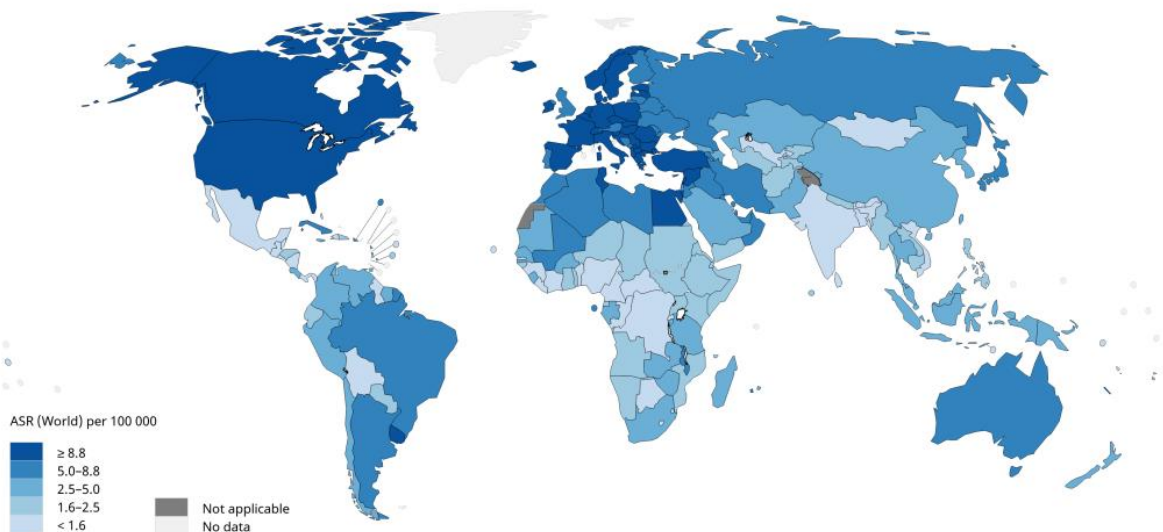 ASR (World) per 100 000
≥ 8.8
5.0–8.8
2.5–5.0
1.6–2.5
< 1.6
Not applicable
No data